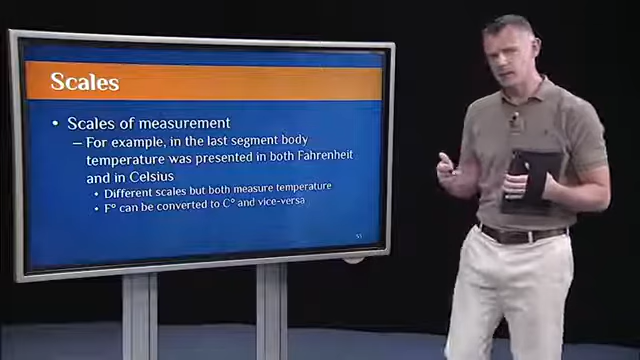 Scales
• Scales of measurement
– For example, in the last segment body
temperature was presented in both Fahrenheit
and in Celsius
• Different scales but both measure temperature
• F° can be converted to C° and vice-versa